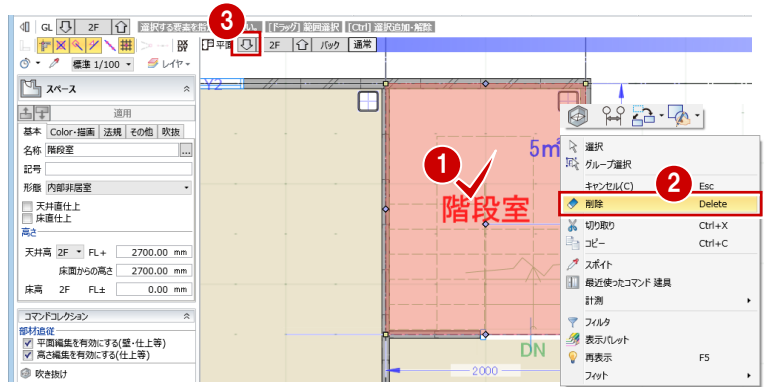 GL 2F 選択する要素を指 い。 [[ドラッグ] 範囲選択] [[Ctrl] 選択追加・解除]
3
平面 2F バック 通常
標準 1/100 レイヤ
スペース
適用
基本 Color・描画 法規 その他 吹抜
名称 階段室 ...
記号
形態 内部非居室
天井直仕上
床直仕上
高さ
天井高 2F FL+ 2700.00 mm
床面からの高さ 2700.00 mm
床高 2F FL± 0.00 mm
コマンドコレクション
部材追従
平面編集を有効にする(壁・仕上等)
高さ編集を有効にする(仕上等)
吹き抜け
Y2
5㎡
1
階段室
DN
2000
選択
グループ選択
キャンセル(C) Esc
2
削除 Delete
切り取り Ctrl+X
コピー Ctrl+C
スポイト
最近使ったコマンド 建具
計測
フィルタ
表示パレット
再表示 F5
フィット